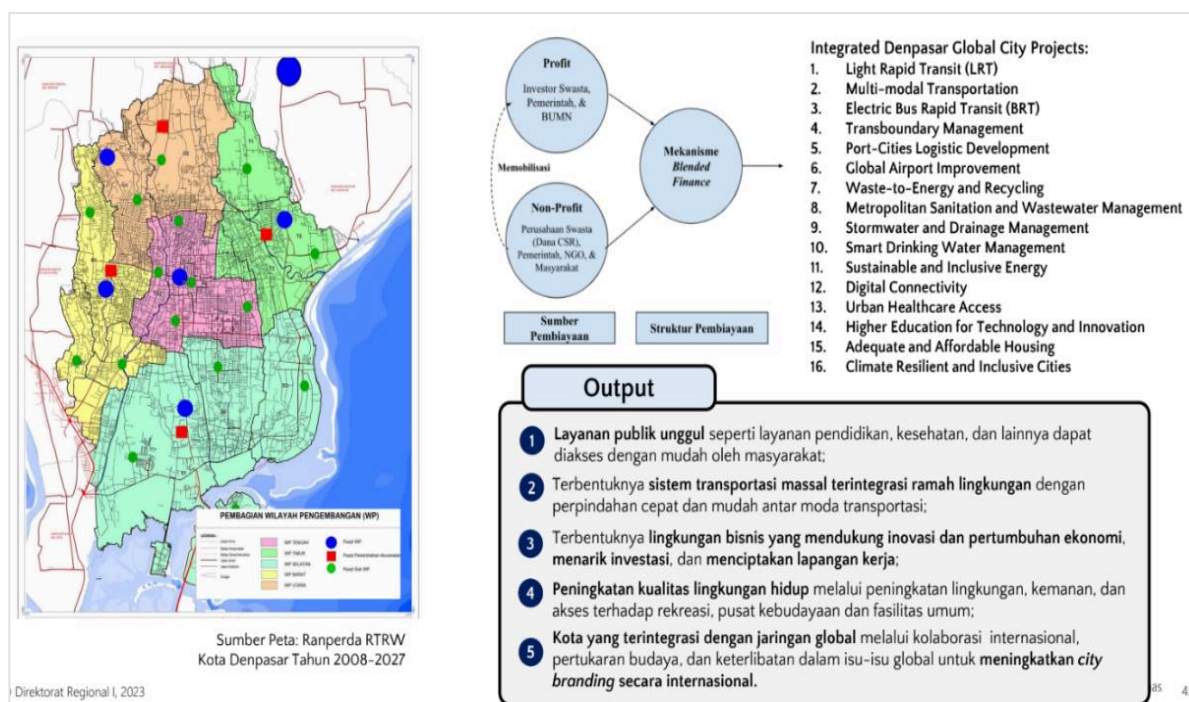 PEMBAGIAN WILAYAH PENGEMBANGAN (WP)
WP TENGAH
WP TIMUR
WP SELATAN
WP BARAT
WP UTARA
Pusat WP
Pusat Pemerintahan Kecamatan
Pusat Sub WP
Sumber Peta: Ranperda RTRW
Kota Denpasar Tahun 2008-2027
Profit
Investor Swasta,
Pemerintah, &
BUMN
Memobilisasi
Non-Profit
Perusahaan Swasta
(Dana CSR),
Pemerintah, NGO, &
Masyarakat
Mekanisme
Blended
Finance
Sumber
Pembiayaan
Struktur Pembiayaan
Integrated Denpasar Global City Projects:
1. Light Rapid Transit (LRT)
2. Multi-modal Transportation
3. Electric Bus Rapid Transit (BRT)
4. Transboundary Management
5. Port-Cities Logistic Development
6. Global Airport Improvement
7. Waste-to-Energy and Recycling
8. Metropolitan Sanitation and Wastewater Management
9. Stormwater and Drainage Management
10. Smart Drinking Water Management
11. Sustainable and Inclusive Energy
12. Digital Connectivity
13. Urban Healthcare Access
14. Higher Education for Technology and Innovation
15. Adequate and Affordable Housing
16. Climate Resilient and Inclusive Cities
Output
1 Layanan publik unggul seperti layanan pendidikan, kesehatan, dan lainnya dapat
diakses dengan mudah oleh masyarakat;
2 Terbentuknya sistem transportasi massal terintegrasi ramah lingkungan dengan
perpindahan cepat dan mudah antar moda transportasi;
3 Terbentuknya lingkungan bisnis yang mendukung inovasi dan pertumbuhan ekonomi,
menarik investasi, dan menciptakan lapangan kerja;
4 Peningkatan kualitas lingkungan hidup melalui peningkatan lingkungan, kemanan, dan
akses terhadap rekreasi, pusat kebudayaan dan fasilitas umum;
5 Kota yang terintegrasi dengan jaringan global melalui kolaborasi internasional,
pertukaran budaya, dan keterlibatan dalam isu-isu global untuk meningkatkan city
branding secara internasional.
Direktorat Regional I, 2023
as 4